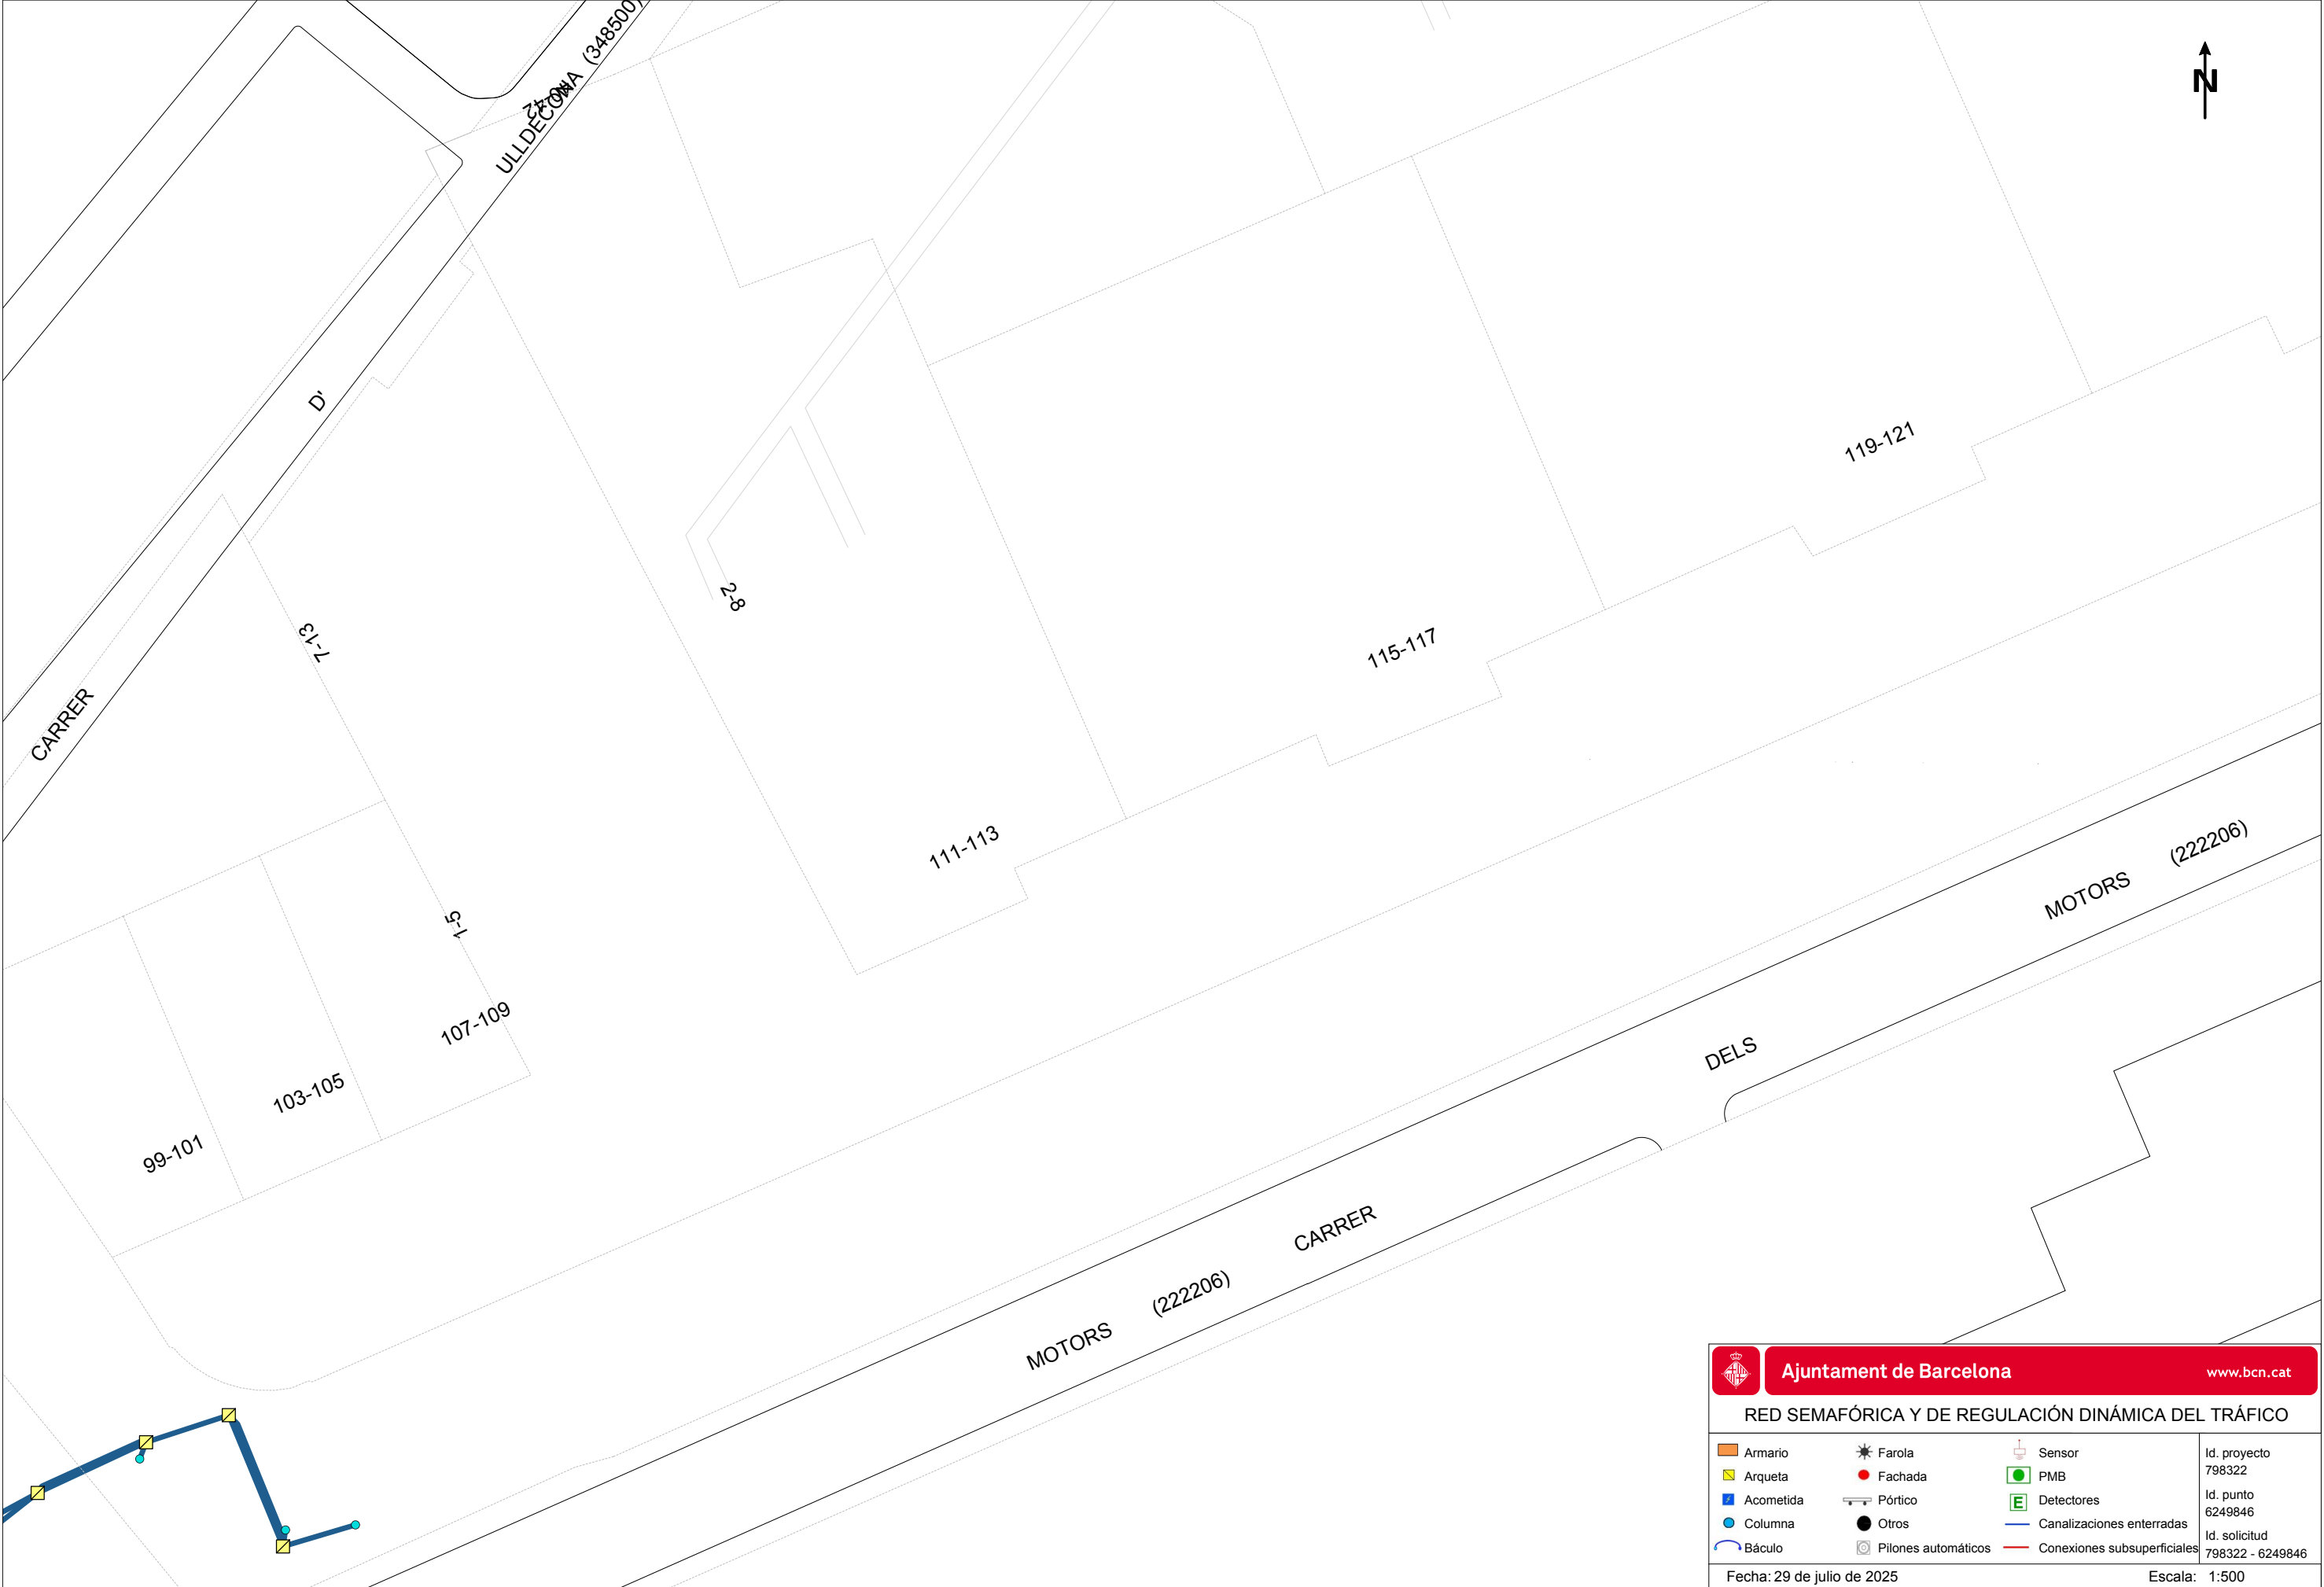 ULLDECONA (348500)
N
D'
119-121
2-8
7-13
115-117
CARRER
111-113
(222206)
MOTORS
1-5
107-109
DELS
103-105
99-101
CARRER
(222206)
MOTORS
Ajuntament de Barcelona
www.bcn.cat
RED SEMAFÓRICA Y DE REGULACIÓN DINÁMICA DEL TRÁFICO
Armario
Arqueta
Acometida
Columna
Báculo
Farola
Fachada
Pórtico
Otros
Pilones automáticos
Sensor
PMB
E Detectores
Canalizaciones enterradas
Conexiones subsuperficiales
Id. proyecto
798322
Id. punto
6249846
Id. solicitud
798322 - 6249846
Fecha: 29 de julio de 2025
Escala: 1:500